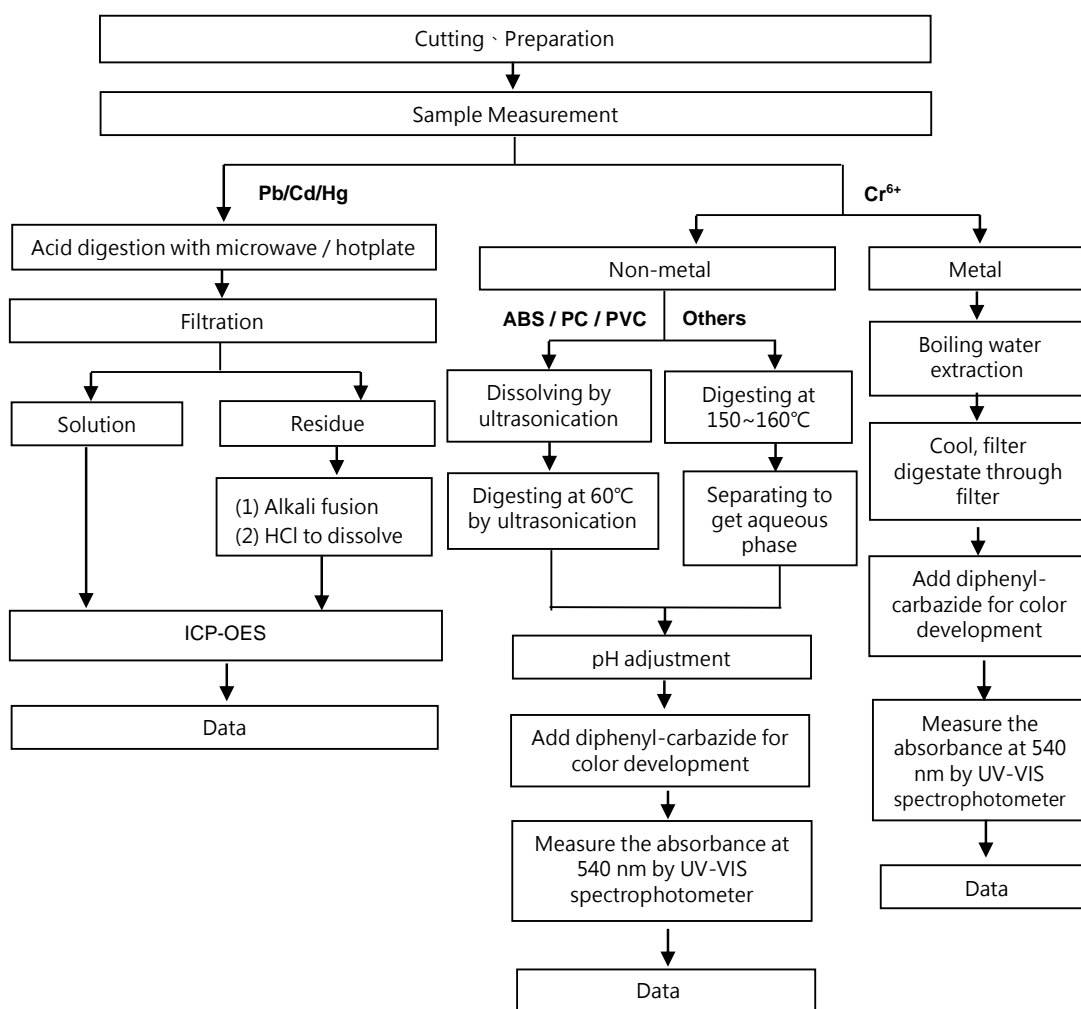 Cutting、Preparation
Sample Measurement
Pb/Cd/Hg
Cr⁶⁺
Acid digestion with microwave / hotplate
Non-metal
Metal
Filtration
ABS / PC / PVC
Others
Boiling water
extraction
Dissolving by
ultrasonication
Digesting at
150~160℃
Solution
Residue
Cool, filter
digestate through
filter
(1) Alkali fusion
(2) HCl to dissolve
Digesting at 60℃
by ultrasonication
Separating to
get aqueous
phase
Add diphenyl-
carbazide for color
development
ICP-OES
pH adjustment
Data
Add diphenyl-carbazide for
color development
Measure the
absorbance at 540
nm by UV-VIS
spectrophotometer
Measure the absorbance at
540 nm by UV-VIS
spectrophotometer
Data
Data